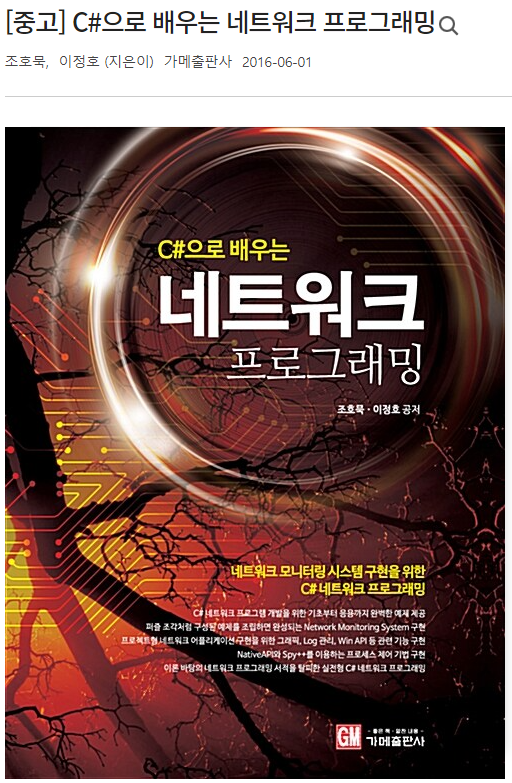 [중고] C#으로 배우는 네트워크 프로그래밍
조호묵, 이정호 (지은이) 가메출판사 2016-06-01
C#으로 배우는
네트워크
프로그래밍
조호묵 · 이정호 공저
네트워크 모니터링 시스템 구현을 위한
C# 네트워크 프로그래밍
C# 네트워크 프로그램 개발을 위한 기초부터 응용까지 완벽한 예제 제공
퍼즐 조각처럼 구성된 예제를 조립하면 완성되는 Network Monitoring System 구현
프로젝트형 네트워크 어플리케이션 구현을 위한 그래픽, Log 관리, Win API 등 관련 기능 구현
NativeAPI와 Spy++를 이용하는 프로세스 제어 기법 구현
이론 바탕의 네트워크 프로그래밍 서적을 탈피한 실전형 C# 네트워크 프로그래밍
GM
- 좋은 책 · 알찬 내용 -
가메출판사